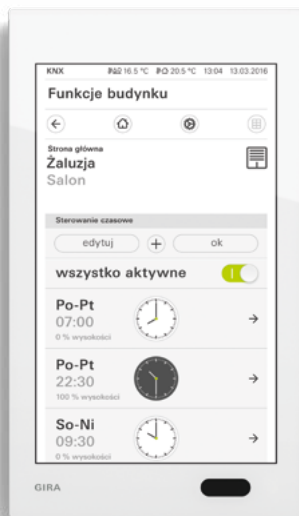 KNX 16.5 °C 20.5 °C 13:04 13.03.2016
Funkcje budynku
Strona główna
Żaluzja
Salon
Sterowanie czasowe
edytuj + ok
wszystko aktywne
Po-Pt
07:00
0 % wysokości
Po-Pt
22:30
100 % wysokości
So-Ni
09:30
0 % wysokości
GIRA